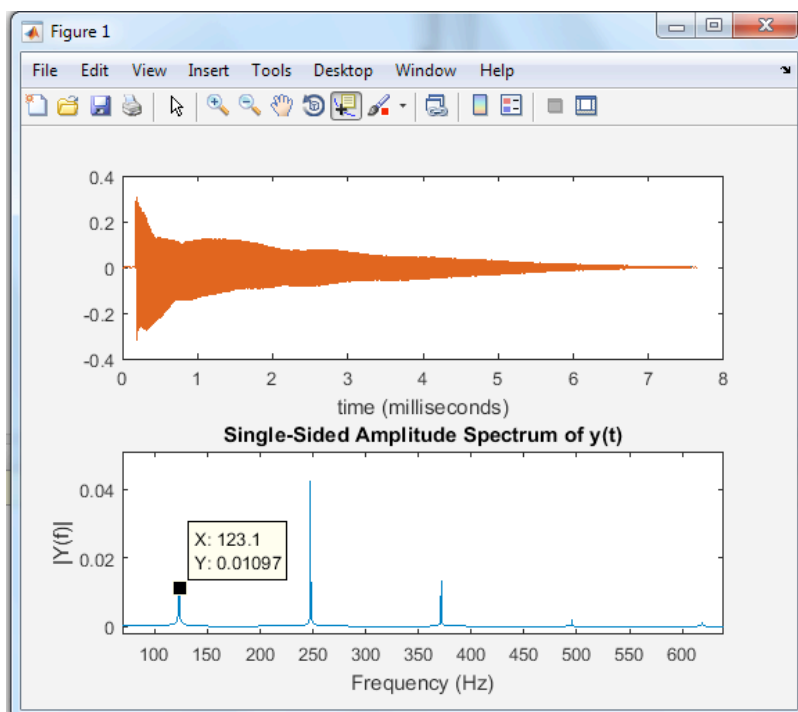 Figure 1
File Edit View Insert Tools Desktop Window Help
0.4
0.2
0
-0.2
-0.4
0 1 2 3 4 5 6 7 8
time (milliseconds)
Single-Sided Amplitude Spectrum of y(t)
|Y(f)|
0.04
0.02
0
X: 123.1
Y: 0.01097
100 150 200 250 300 350 400 450 500 550 600
Frequency (Hz)